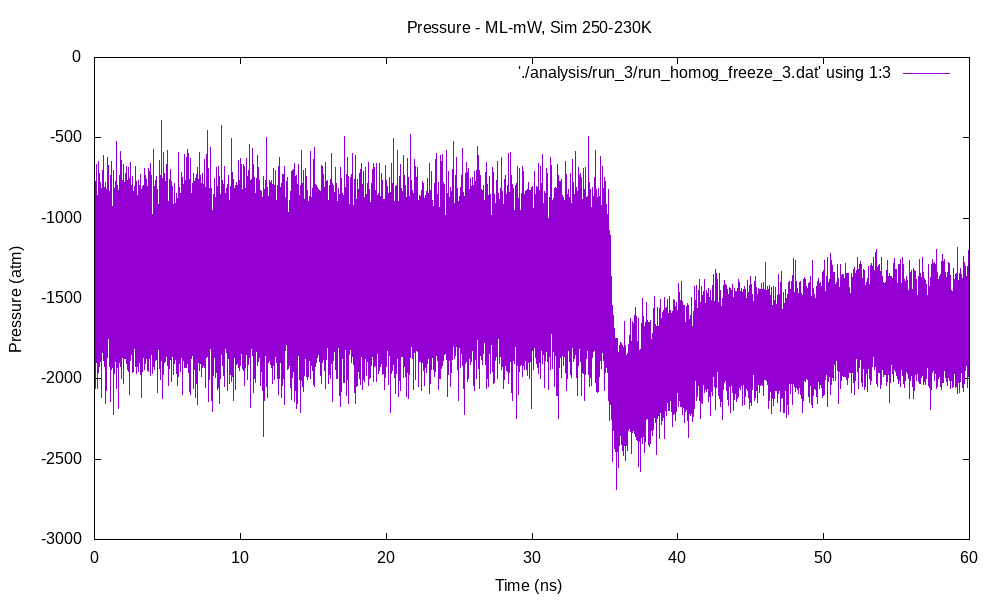 Pressure - ML-mW, Sim 250-230K
'./analysis/run_3/run_homog_freeze_3.dat' using 1:3
0
-500
-1000
-1500
-2000
-2500
-3000
Pressure (atm)
0 10 20 30 40 50 60
Time (ns)